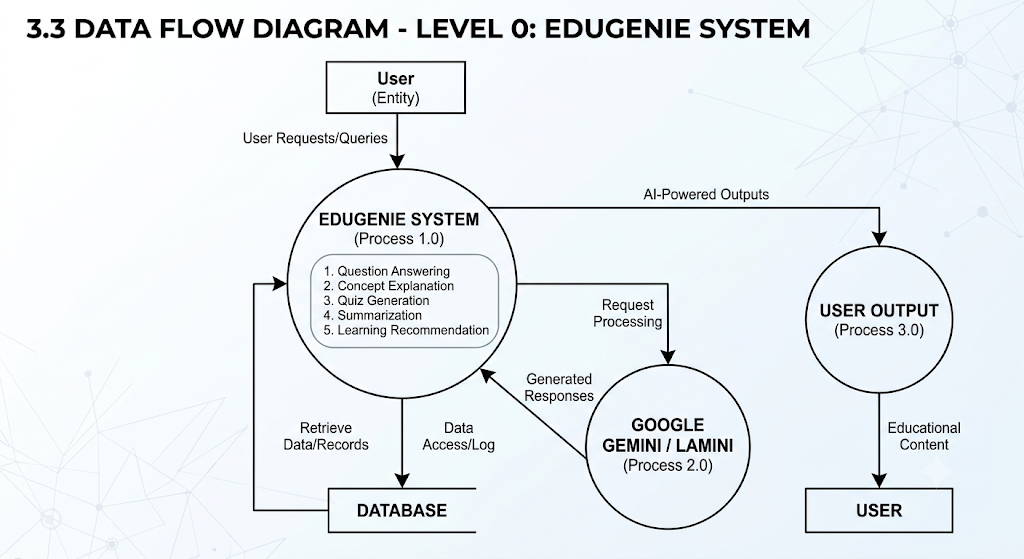 3.3 DATA FLOW DIAGRAM - LEVEL 0: EDUGENIE SYSTEM
User
(Entity)
User Requests/Queries
AI-Powered Outputs
EDUGENIE SYSTEM
(Process 1.0)
1. Question Answering
2. Concept Explanation
3. Quiz Generation
4. Summarization
5. Learning Recommendation
Request
Processing
USER OUTPUT
(Process 3.0)
Generated
Responses
GOOGLE
GEMINI / LAMINI
(Process 2.0)
Retrieve
Data/Records
Data
Access/Log
Educational
Content
DATABASE
USER